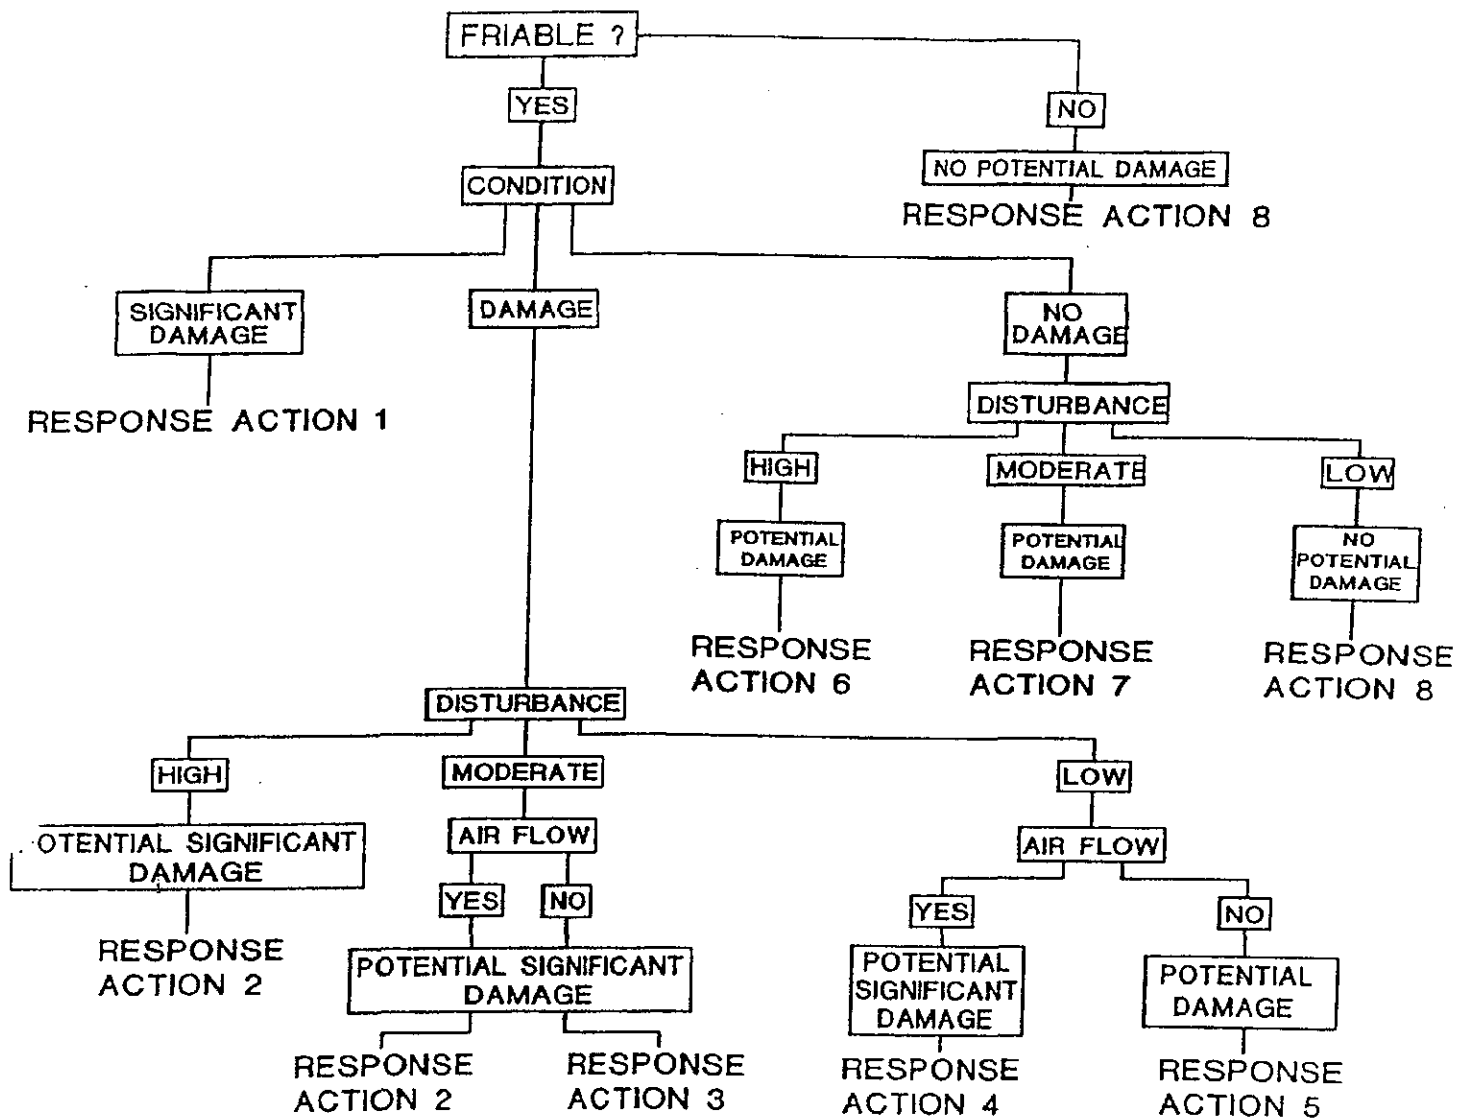 FRIABLE ?
YES
NO
NO POTENTIAL DAMAGE
RESPONSE ACTION 8
CONDITION
SIGNIFICANT
DAMAGE
RESPONSE ACTION 1
DAMAGE
NO
DAMAGE
DISTURBANCE
HIGH
MODERATE
LOW
POTENTIAL
DAMAGE
POTENTIAL
DAMAGE
NO
POTENTIAL
DAMAGE
RESPONSE
ACTION 6
RESPONSE
ACTION 7
RESPONSE
ACTION 8
DISTURBANCE
HIGH
MODERATE
LOW
OTENTIAL SIGNIFICANT
DAMAGE
RESPONSE
ACTION 2
AIR FLOW
YES
NO
POTENTIAL SIGNIFICANT
DAMAGE
RESPONSE
ACTION 2
RESPONSE
ACTION 3
AIR FLOW
YES
NO
POTENTIAL
SIGNIFICANT
DAMAGE
POTENTIAL
DAMAGE
RESPONSE
ACTION 4
RESPONSE
ACTION 5